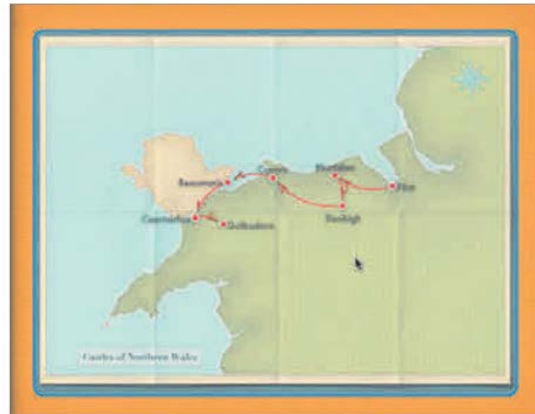 Conwy
Rhuddlan
Beaumaris
Flint
Denbigh
Caernarfon
Dolbadarn
Castles of Northern Wales